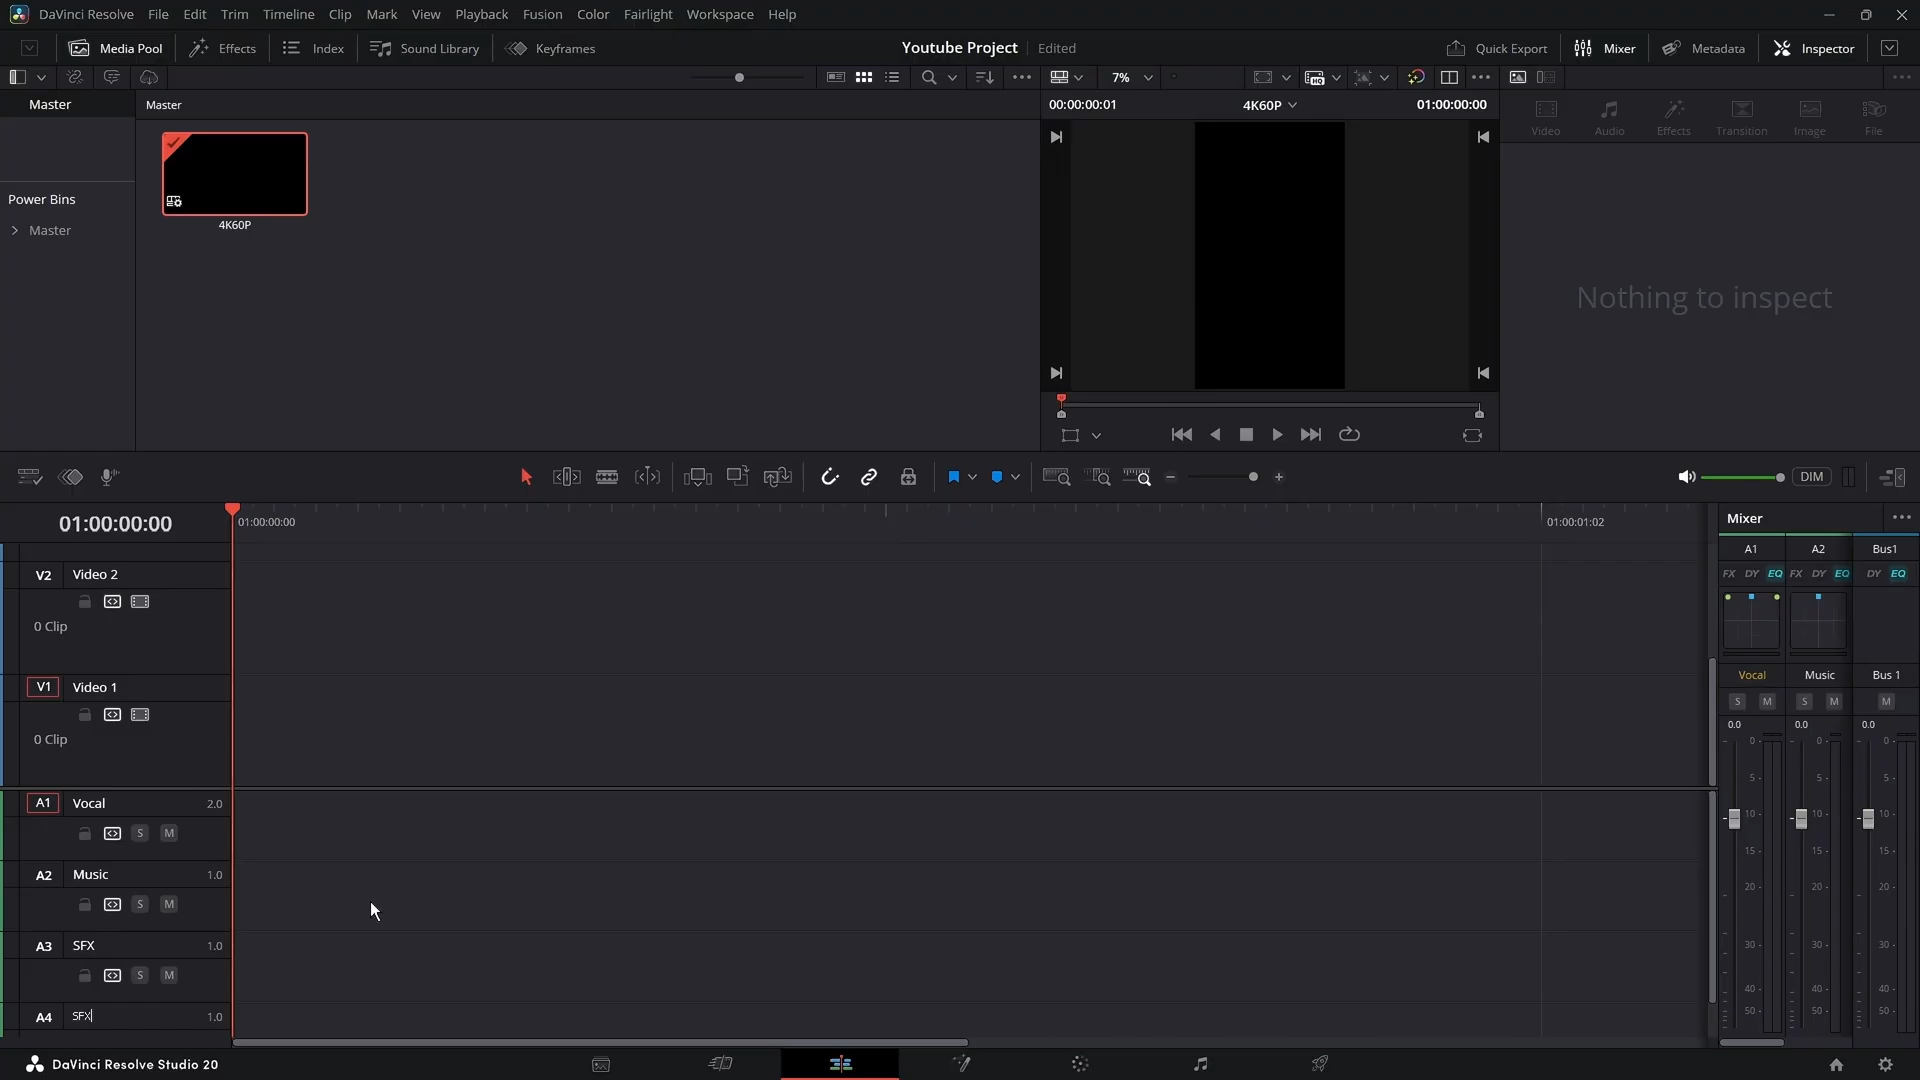 DaVinci Resolve File Edit Trim Timeline Clip Mark View Playback Fusion Color Fairlight Workspace Help
Media Pool Effects Index Sound Library Keyframes Youtube Project Edited Quick Export Mixer Metadata Inspector
7%
Master Master 00:00:00:01 4K60P 01:00:00:00
Video Audio Effects Transition Image File
Power Bins
Master
4K60P
Nothing to inspect
DIM
01:00:00:00 01:00:00:00 01:00:01:02 Mixer
A1 A2 Bus1
FX DY EQ FX DY EQ DY EQ
V2 Video 2
0 Clip
Vocal Music Bus 1
V1 Video 1
S M S M M
0.0 0.0 0.0
0 Clip
A1 Vocal 2.0
S M
A2 Music 1.0
S M
A3 SFX 1.0
S M
A4 SFX 1.0
0 0 0
5 5 5
10 10 10
15 15 15
20 20 20
30 30 30
40 40 40
50 50 50
DaVinci Resolve Studio 20